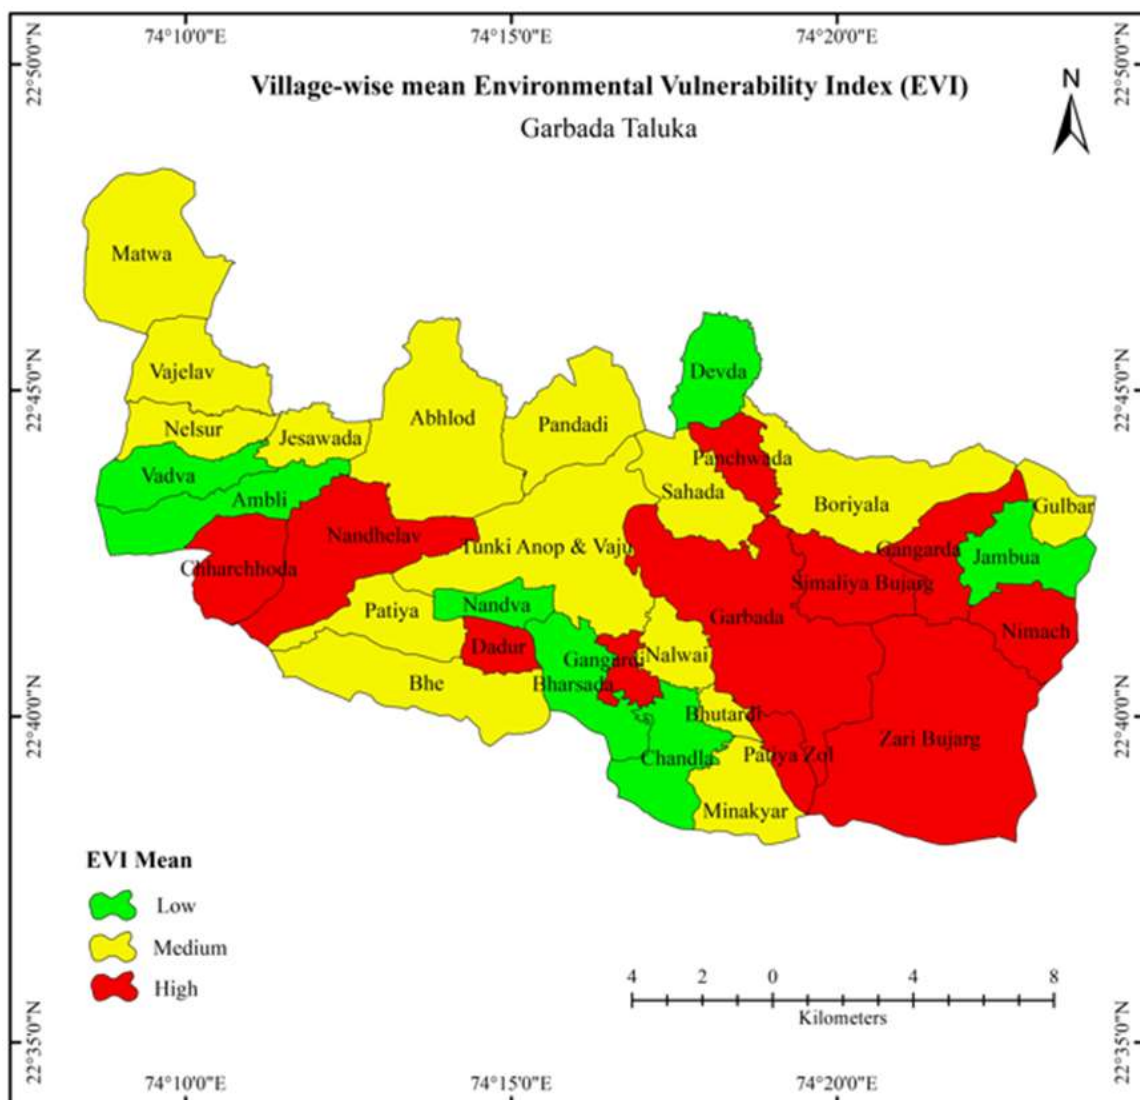 74°10'0"E 74°15'0"E 74°20'0"E
22°50'0"N
22°50'0"N
Village-wise mean Environmental Vulnerability Index (EVI)
Garbada Taluka
N
Matwa
Vajelav
Devda
22°45'0"N
22°45'0"N
Abhlod
Pandadi
Nelsur
Jesawada
Panchwada
Vadva
Sahada
Ambli
Boriyala
Gulbar
Nandhelav
Tunki Anop & Vaju
Gangarda
Jambua
Chharchhoda
Simaliya Bujarg
Nandva
Patiya
Garbada
Nimach
Dadur
Gangardi
Nalwai
Bhe
Bharsada
Bhutardi
22°40'0"N
22°40'0"N
Zari Bujarg
Chandla
Patiya Zol
Minakyar
EVI Mean
Low
Medium
High
4 2 0 4 8
Kilometers
22°35'0"N
22°35'0"N
74°10'0"E 74°15'0"E 74°20'0"E